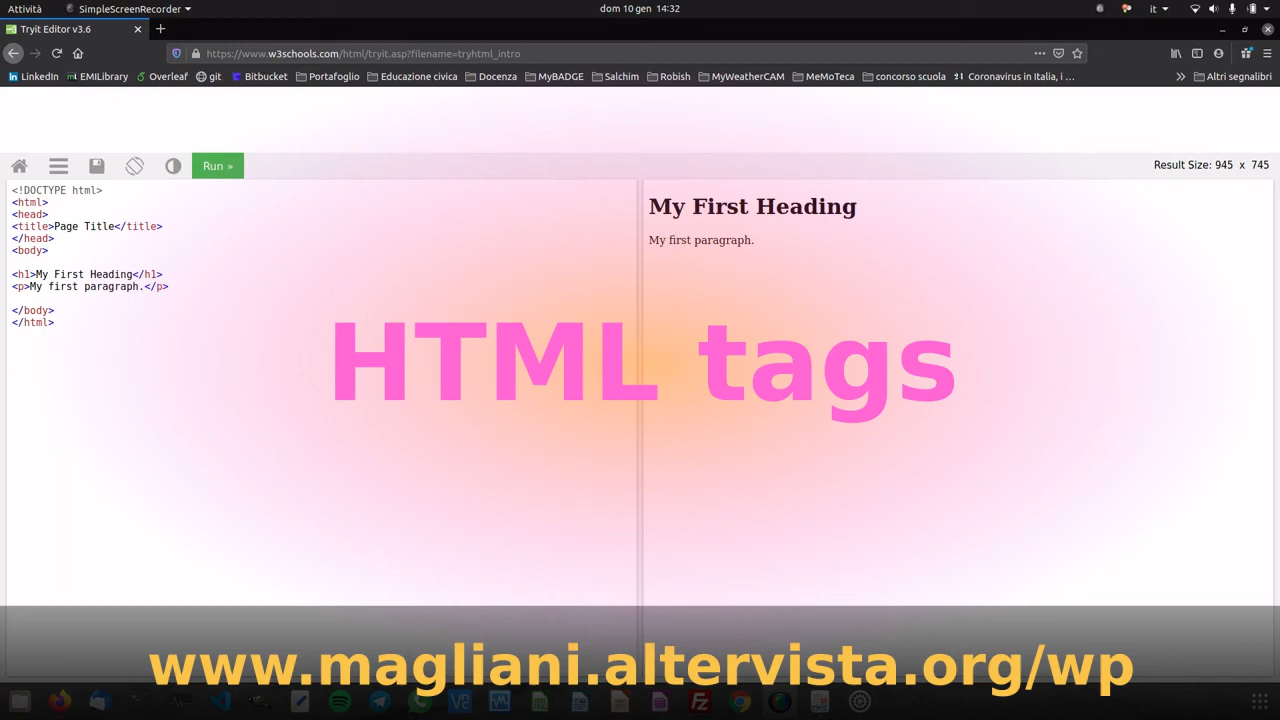 Attività
SimpleScreenRecorder
dom 10 gen 14:32
it
Tryit Editor v3.6
https://www.w3schools.com/html/tryit.asp?filename=tryhtml_intro
LinkedIn
EMILibrary
Overleaf
git
Bitbucket
Portafoglio
Educazione civica
Docenza
MyBADGE
Salchim
Robish
MyWeatherCAM
MeMoTeca
concorso scuola
Coronavirus in Italia, i …
Altri segnalibri
Run »
Result Size: 945 x 745
<!DOCTYPE html>
<html>
<head>
<title>Page Title</title>
</head>
<body>
<h1>My First Heading</h1>
<p>My first paragraph.</p>
</body>
</html>
My First Heading
My first paragraph.
HTML tags
www.magliani.altervista.org/wp